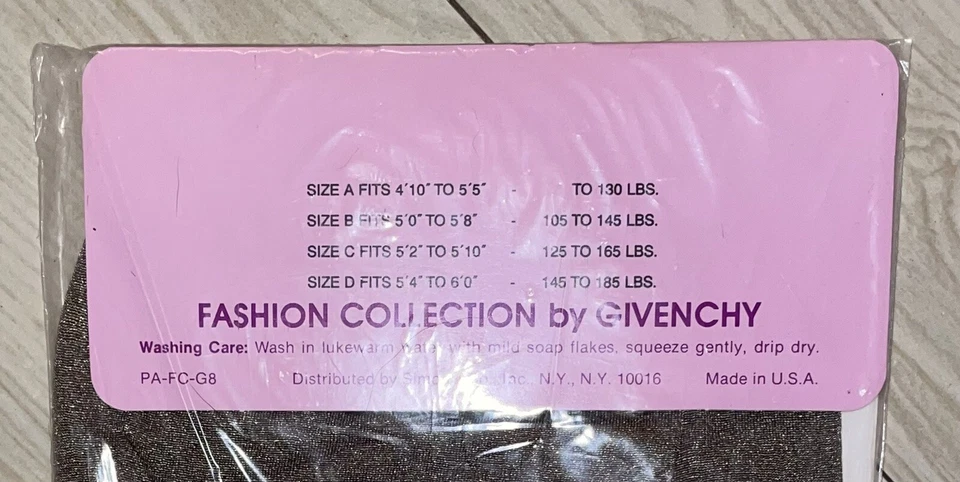 SIZE A FITS 4'10" TO 5'5" - TO 130 LBS.
SIZE B FITS 5'0" TO 5'8" - 105 TO 145 LBS.
SIZE C FITS 5'2" TO 5'10" - 125 TO 165 LBS.
SIZE D FITS 5'4" TO 6'0" - 145 TO 185 LBS.
FASHION COLLECTION by GIVENCHY
Washing Care: Wash in lukewarm water with mild soap flakes, squeeze gently, drip dry.
PA-FC-G8 Distributed by Inc., N.Y., N.Y. 10016 Made in U.S.A.